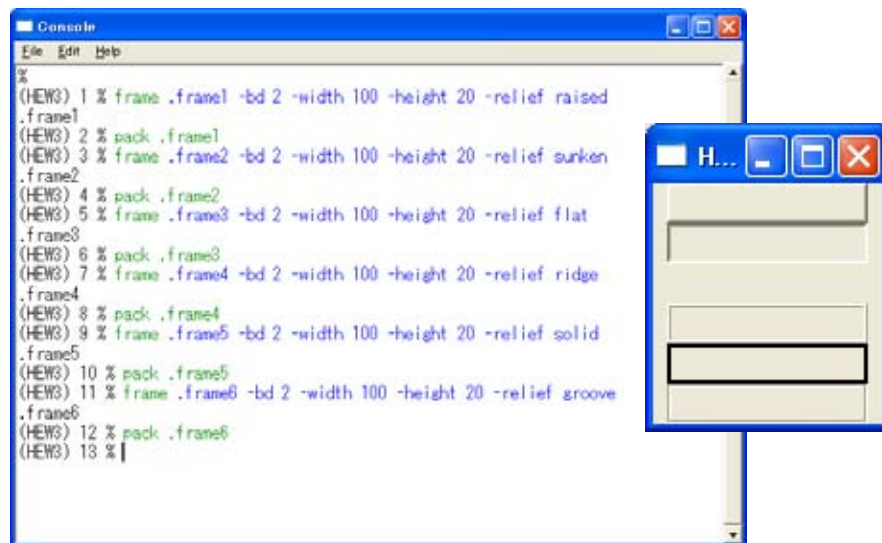 Console
File Edit Help
%
(HEW3) 1 % frame .frame1 -bd 2 -width 100 -height 20 -relief raised
.frame1
(HEW3) 2 % pack .frame1
(HEW3) 3 % frame .frame2 -bd 2 -width 100 -height 20 -relief sunken
.frame2
(HEW3) 4 % pack .frame2
(HEW3) 5 % frame .frame3 -bd 2 -width 100 -height 20 -relief flat
.frame3
(HEW3) 6 % pack .frame3
(HEW3) 7 % frame .frame4 -bd 2 -width 100 -height 20 -relief ridge
.frame4
(HEW3) 8 % pack .frame4
(HEW3) 9 % frame .frame5 -bd 2 -width 100 -height 20 -relief solid
.frame5
(HEW3) 10 % pack .frame5
(HEW3) 11 % frame .frame6 -bd 2 -width 100 -height 20 -relief groove
.frame6
(HEW3) 12 % pack .frame6
(HEW3) 13 %
H...